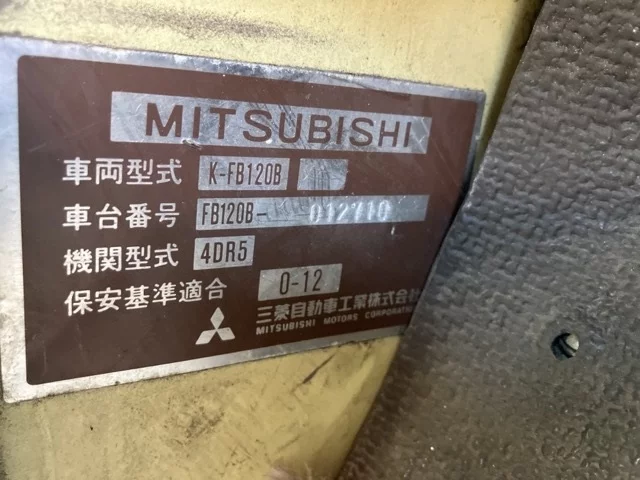 MITSUBISHI
車両型式 K-FB120B
車台番号 FB120B- 012710
機関型式 4DR5
保安基準適合 0-12
三菱自動車工業株式会社
MITSUBISHI MOTORS CORPORATION